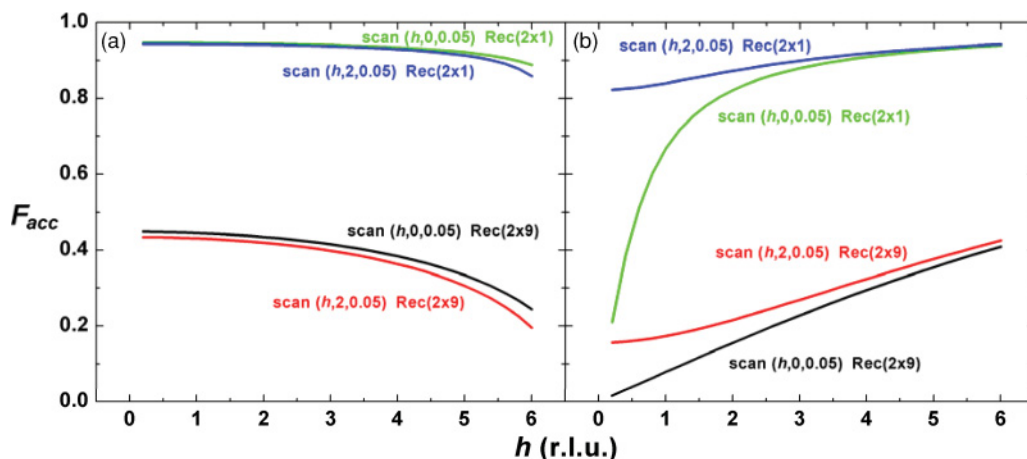 1.0
(a)
scan (h,0,0.05) Rec(2x1)
scan (h,2,0.05) Rec(2x1)
0.8
0.6
Facc
0.4
scan (h,0,0.05) Rec(2x9)
scan (h,2,0.05) Rec(2x9)
0.2
0.0
0 1 2 3 4 5 6
(b)
scan (h,2,0.05) Rec(2x1)
scan (h,0,0.05) Rec(2x1)
scan (h,2,0.05) Rec(2x9)
scan (h,0,0.05) Rec(2x9)
0 1 2 3 4 5 6
h (r.l.u.)